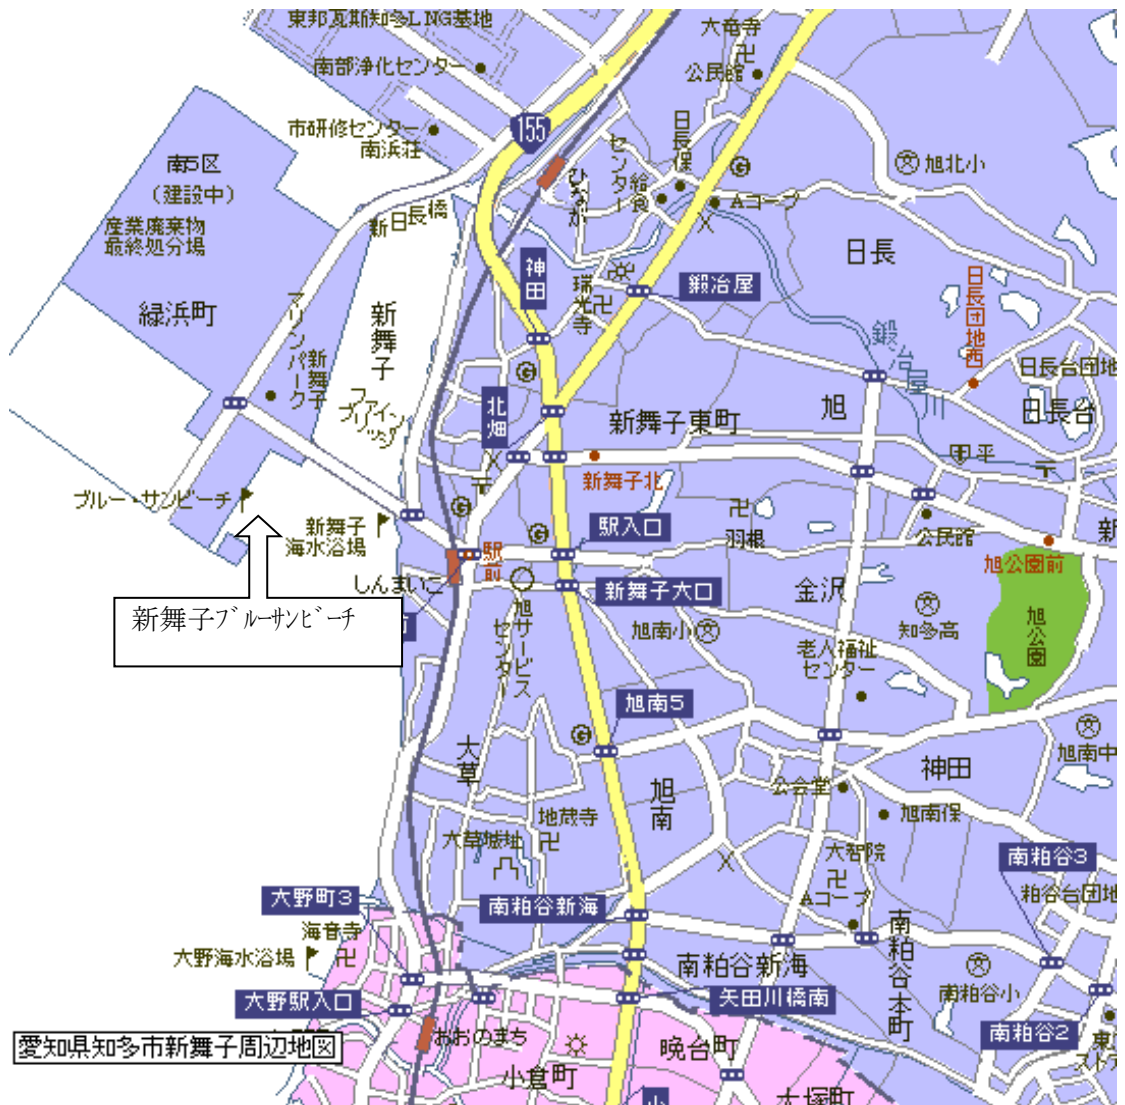 東邦瓦斯知多LNG基地
大竜寺
南部浄化センター
公民館
155
市研修センター
南浜荘
日長保
センター
給食
旭北小
南5区
(建設中)
ひなが
Aコープ
産業廃棄物
最終処分場
新日長橋
日長
神田
鍛冶屋
瑞光寺
日長団地西
緑浜町
マリンパーク
新舞子
新舞子
鍛冶屋川
日長台団地
ファイン
ブリッジ
北畑
新舞子東町
旭
日長台
新舞子北
ブルー・サンビーチ
新舞子
海水浴場
駅入口
羽根
公民館
新
駅前
旭公園前
しんまいこ
新舞子大口
金沢
新舞子ﾌﾞﾙｰｻﾝﾋﾞｰﾁ
前
旭サービス
センター
旭南小
知多高
旭公園
老人福祉
センター
旭南5
大草
旭南中
神田
旭南
公会堂
旭南保
地蔵寺
大草城址
大智院
南粕谷3
大野町3
南粕谷新海
Aコープ
粕谷台団地
海音寺
大野海水浴場
南粕谷新海
南粕谷本町
大野駅入口
矢田川橋南
南粕谷小
南粕谷2
愛知県知多市新舞子周辺地図
おおのまち
晩台町
小倉町
大塚町
小